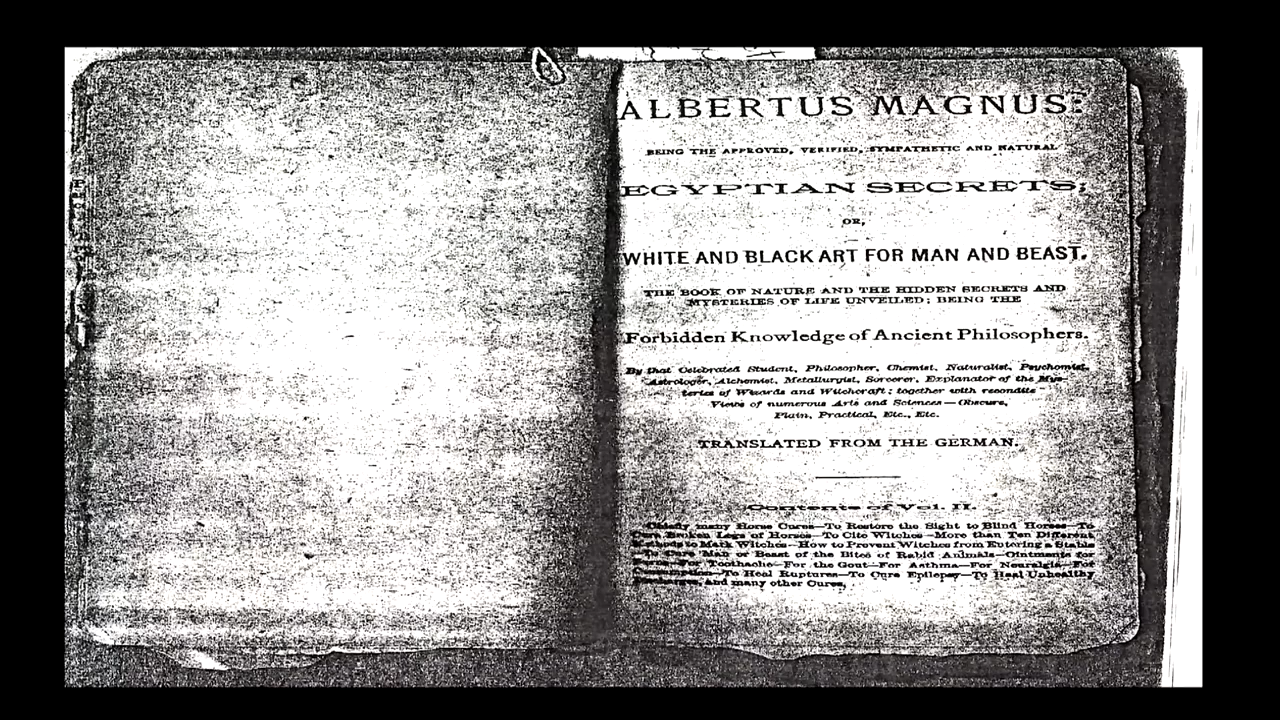 ALBERTUS MAGNUS:
BEING THE APPROVED, VERIFIED, SYMPATHETIC AND NATURAL
EGYPTIAN SECRETS;
OR,
WHITE AND BLACK ART FOR MAN AND BEAST.
THE BOOK OF NATURE AND THE HIDDEN SECRETS AND
MYSTERIES OF LIFE UNVEILED; BEING THE
Forbidden Knowledge of Ancient Philosophers.
By that Celebrated Student, Philosopher, Chemist, Naturalist, Psychomist,
Astrologer, Alchemist, Metallurgist, Sorcerer, Explanator of the Mys-
teries of Wizards and Witchcraft; together with recondite
Views of numerous Arts and Sciences—Obscure,
Plain, Practical, Etc., Etc.
TRANSLATED FROM THE GERMAN.
Contents of Vol. II.
Chiefly many Horse Cures—To Restore the Sight to Blind Horses—To
Cure Broken Legs of Horses—To Cite Witches—More than Ten Different
Methods to Mark Witches—How to Prevent Witches from Entering a Stable
—To Cure Man or Beast of the Bites of Rabid Animals—Ointments for
Toothache—For the Gout—For Asthma—For Neuralgia—For
—To Heal Ruptures—To Cure Epilepsy—To Heal Unhealthy
and many other Cures.